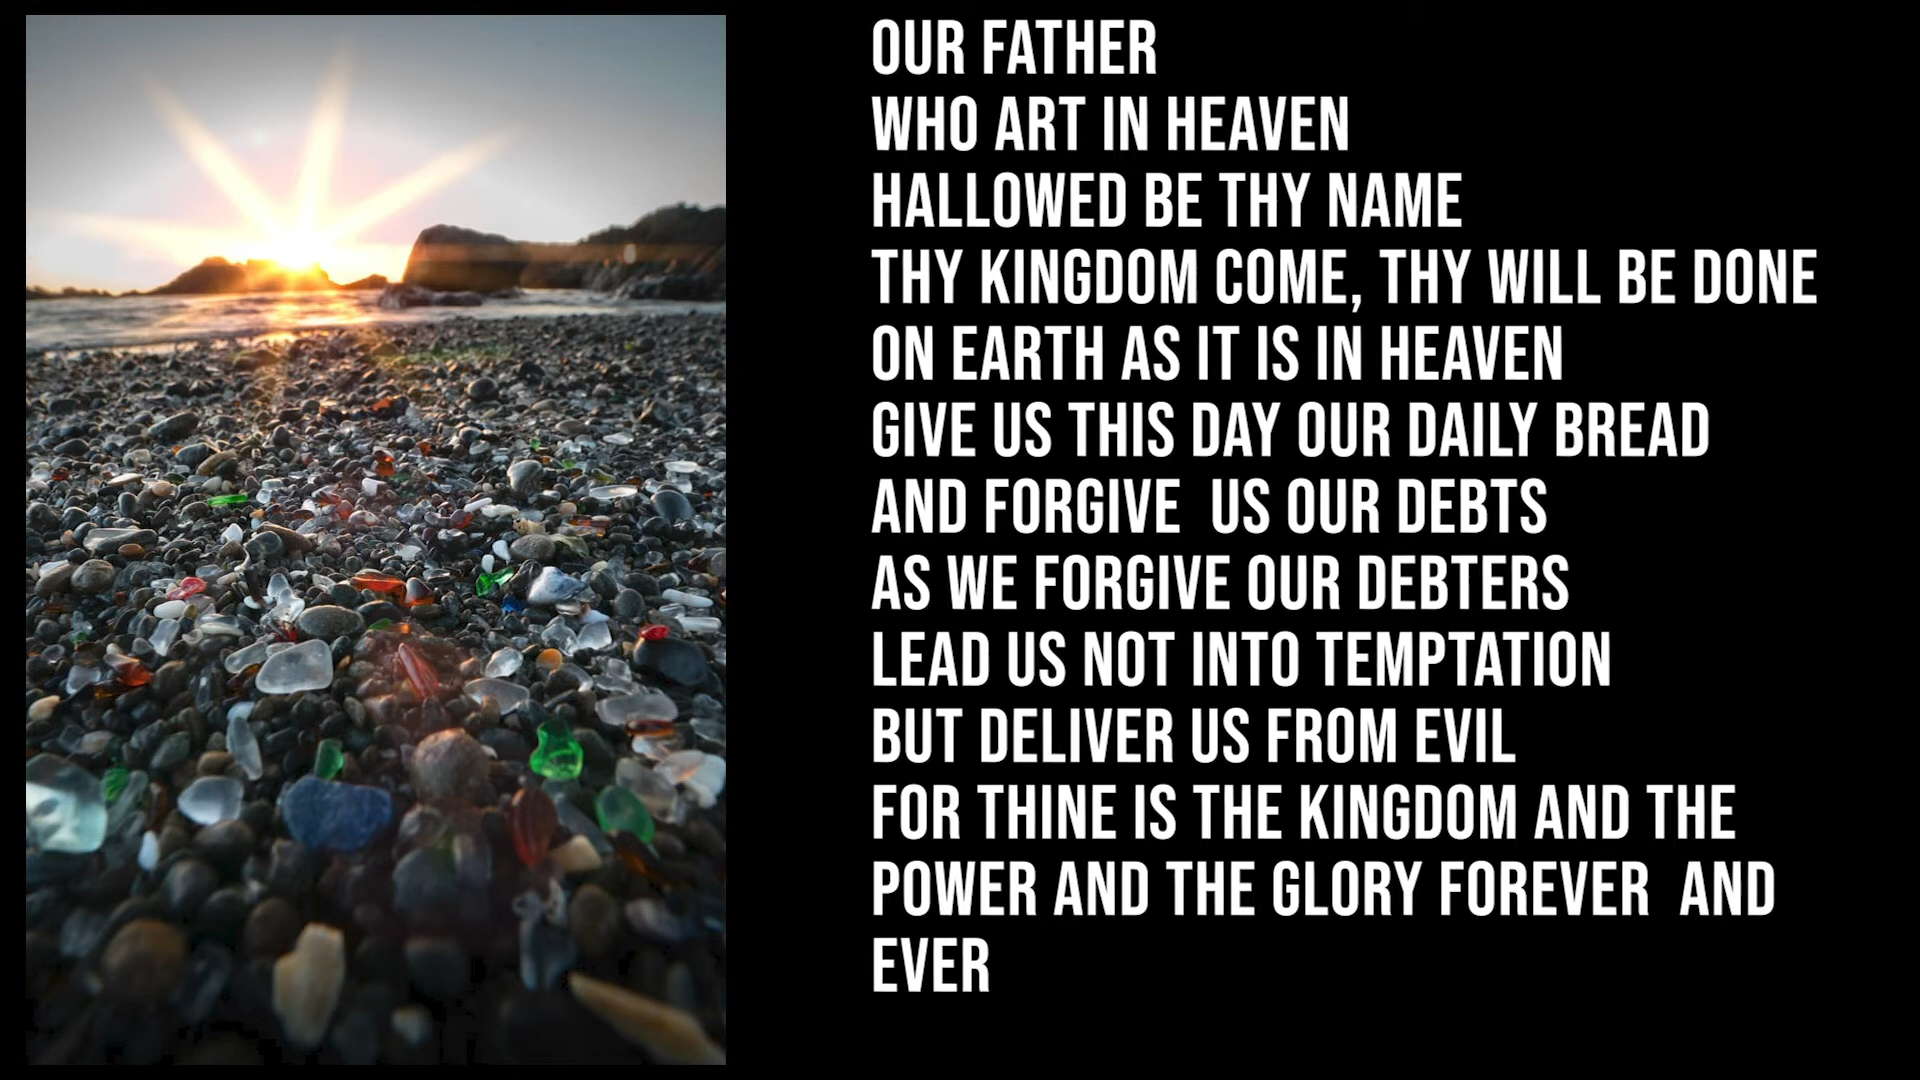 OUR FATHER
WHO ART IN HEAVEN
HALLOWED BE THY NAME
THY KINGDOM COME, THY WILL BE DONE
ON EARTH AS IT IS IN HEAVEN
GIVE US THIS DAY OUR DAILY BREAD
AND FORGIVE  US OUR DEBTS
AS WE FORGIVE OUR DEBTERS
LEAD US NOT INTO TEMPTATION
BUT DELIVER US FROM EVIL
FOR THINE IS THE KINGDOM AND THE
POWER AND THE GLORY FOREVER  AND
EVER